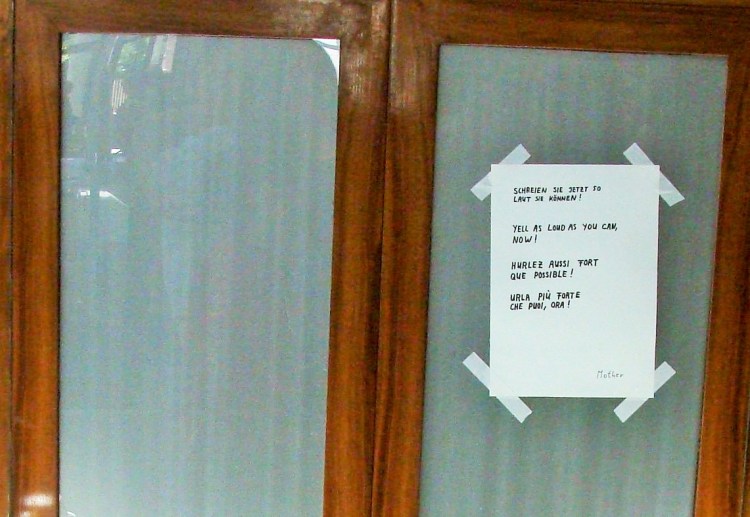 SCHREIEN SIE JETZT SO
LAUT SIE KÖNNEN!
YELL AS LOUD AS YOU CAN,
NOW!
HURLEZ AUSSI FORT
QUE POSSIBLE!
URLA PIÙ FORTE
CHE PUOI, ORA!
Mother